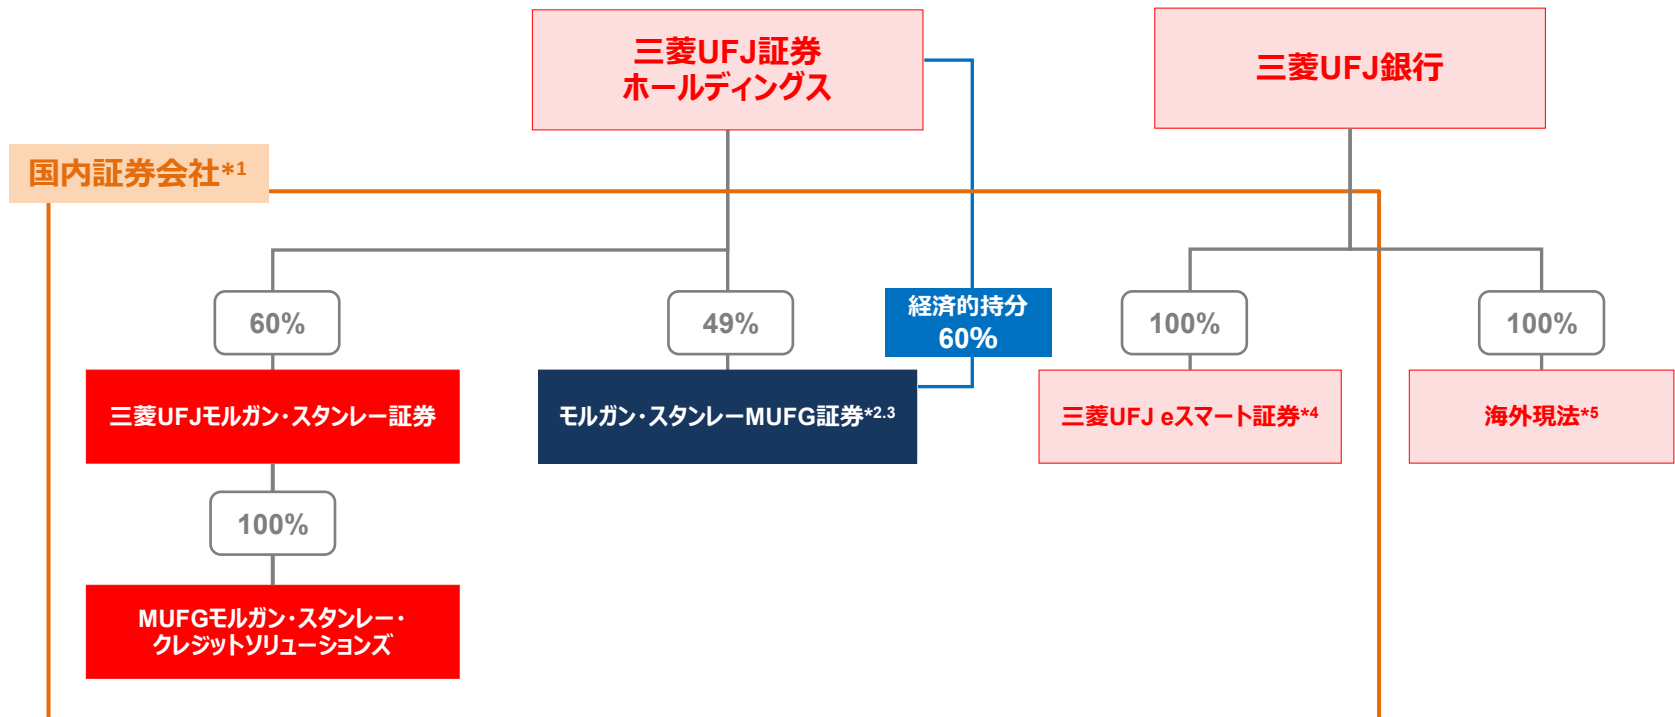 三菱UFJ証券
ホールディングス
三菱UFJ銀行
国内証券会社*1
60%
49%
経済的持分
60%
100%
100%
三菱UFJモルガン・スタンレー証券
モルガン・スタンレーMUFG証券*2.3
三菱UFJ eスマート証券*4
海外現法*5
100%
MUFGモルガン・スタンレー・
クレジットソリューションズ